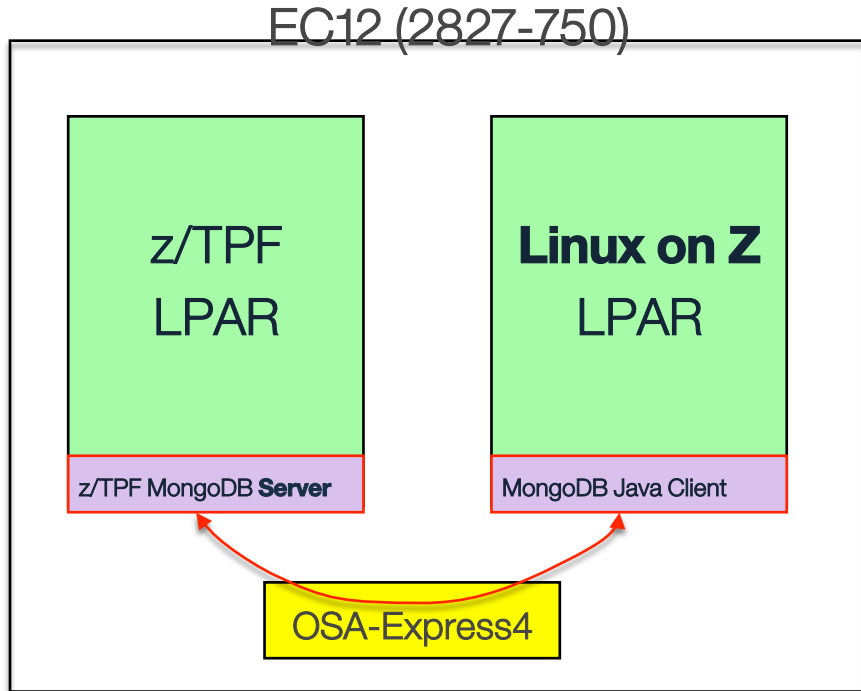 EC12 (2827-750)
z/TPF
LPAR
Linux on Z
LPAR
z/TPF MongoDB Server
MongoDB Java Client
OSA-Express4